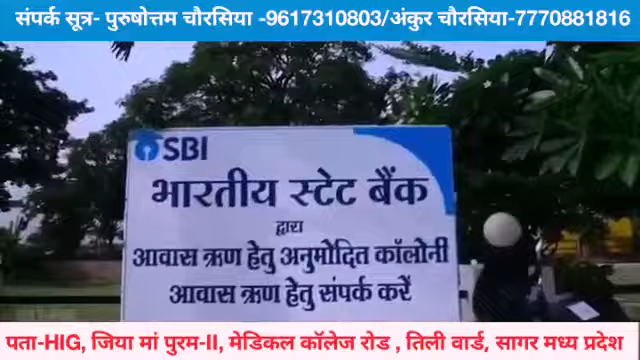 संपर्क सूत्र- पुरुषोत्तम चौरसिया -9617310803/अंकुर चौरसिया-7770881816
SBI
भारतीय स्टेट बैंक
द्वारा
आवास ऋण हेतु अनुमोदित कॉलोनी
आवास ऋण हेतु संपर्क करें
पता-HIG, जिया मां पुरम-II, मेडिकल कॉलेज रोड , तिली वार्ड, सागर मध्य प्रदेश